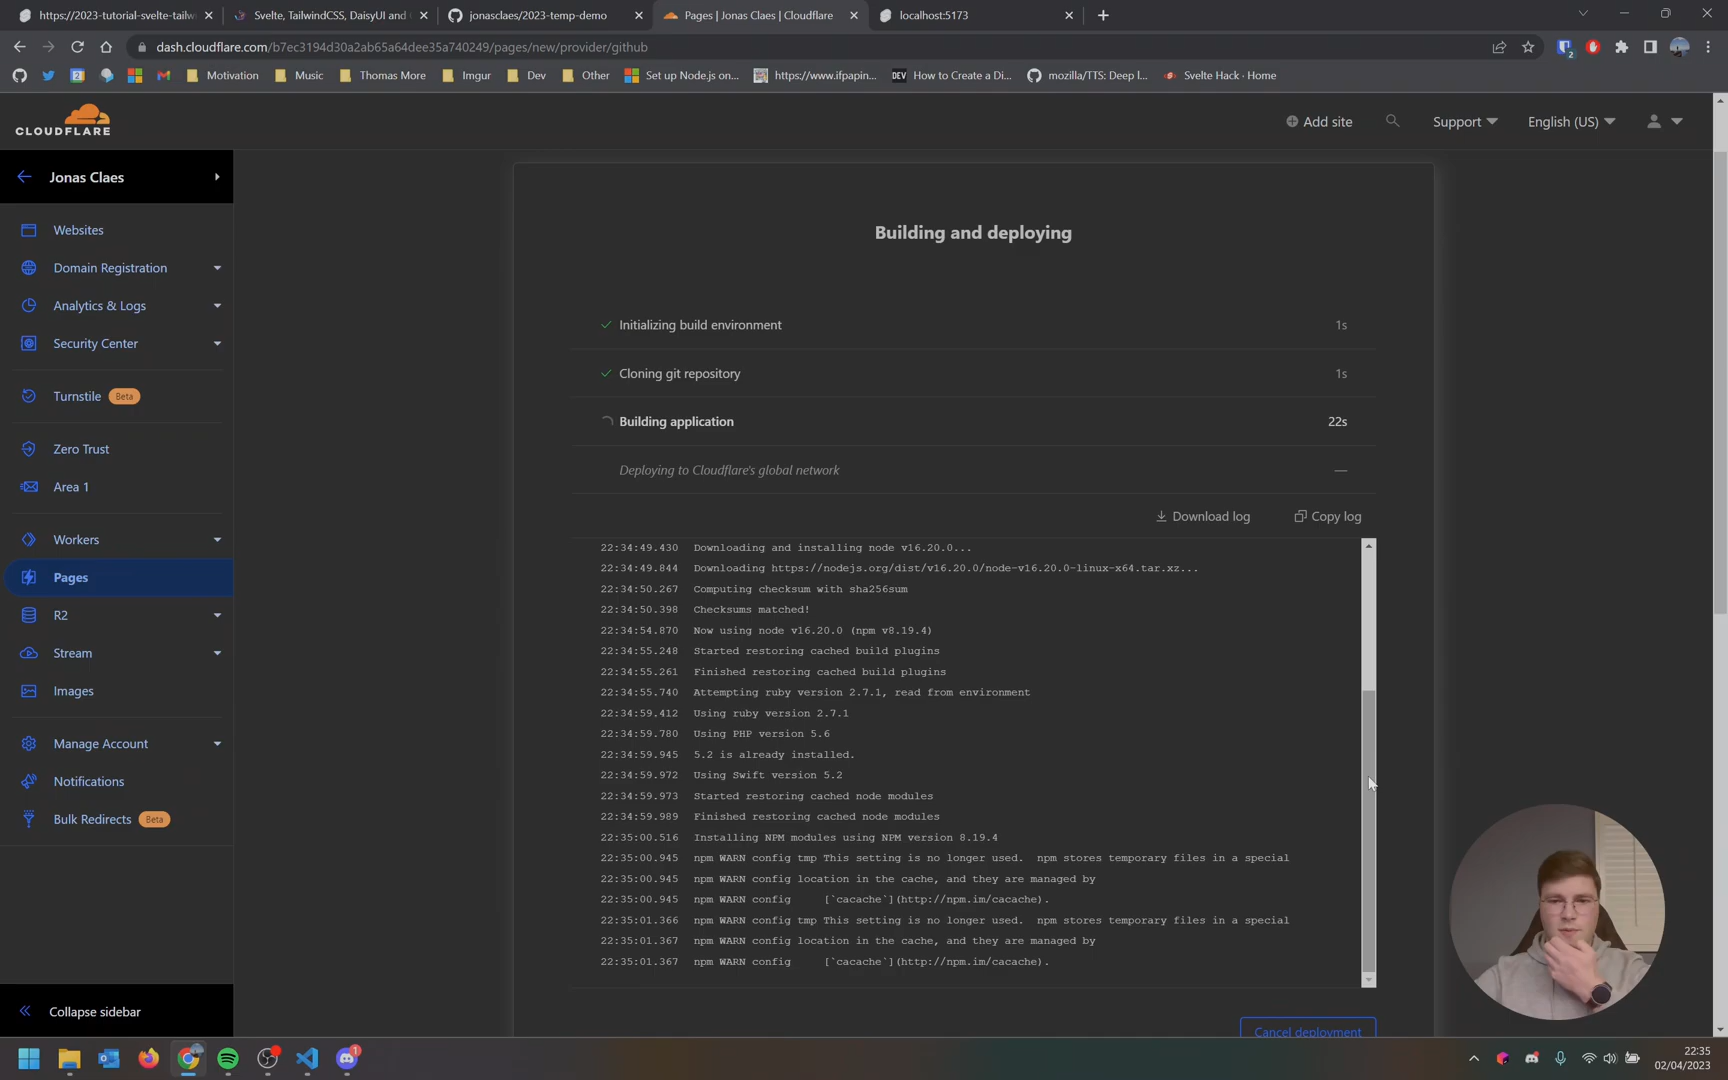 https://2023-tutorial-svelte-tailw
Svelte, TailwindCSS, DaisyUI and
jonasclaes/2023-temp-demo
Pages | Jonas Claes | Cloudflare
localhost:5173
dash.cloudflare.com/b7ec3194d30a2ab65a64dee35a740249/pages/new/provider/github
Motivation
Music
Thomas More
Imgur
Dev
Other
Set up Node.js on...
https://www.ifpapin...
DEV
How to Create a Di...
mozilla/TTS: Deep l...
Svelte Hack · Home
CLOUDFLARE
Add site
Support
English (US)
Jonas Claes
Websites
Domain Registration
Analytics & Logs
Security Center
Turnstile Beta
Zero Trust
Area 1
Workers
Pages
R2
Stream
Images
Manage Account
Notifications
Bulk Redirects Beta
Collapse sidebar
Building and deploying
Initializing build environment 1s
Cloning git repository 1s
Building application 22s
Deploying to Cloudflare's global network —
Download log
Copy log
22:34:49.430 Downloading and installing node v16.20.0...
22:34:49.844 Downloading https://nodejs.org/dist/v16.20.0/node-v16.20.0-linux-x64.tar.xz...
22:34:50.267 Computing checksum with sha256sum
22:34:50.398 Checksums matched!
22:34:54.870 Now using node v16.20.0 (npm v8.19.4)
22:34:55.248 Started restoring cached build plugins
22:34:55.261 Finished restoring cached build plugins
22:34:55.740 Attempting ruby version 2.7.1, read from environment
22:34:59.412 Using ruby version 2.7.1
22:34:59.780 Using PHP version 5.6
22:34:59.945 5.2 is already installed.
22:34:59.972 Using Swift version 5.2
22:34:59.973 Started restoring cached node modules
22:34:59.989 Finished restoring cached node modules
22:35:00.516 Installing NPM modules using NPM version 8.19.4
22:35:00.945 npm WARN config tmp This setting is no longer used.  npm stores temporary files in a special
22:35:00.945 npm WARN config location in the cache, and they are managed by
22:35:00.945 npm WARN config     [`cacache`](http://npm.im/cacache).
22:35:01.366 npm WARN config tmp This setting is no longer used.  npm stores temporary files in a special
22:35:01.367 npm WARN config location in the cache, and they are managed by
22:35:01.367 npm WARN config     [`cacache`](http://npm.im/cacache).
Cancel deployment
22:35
02/04/2023